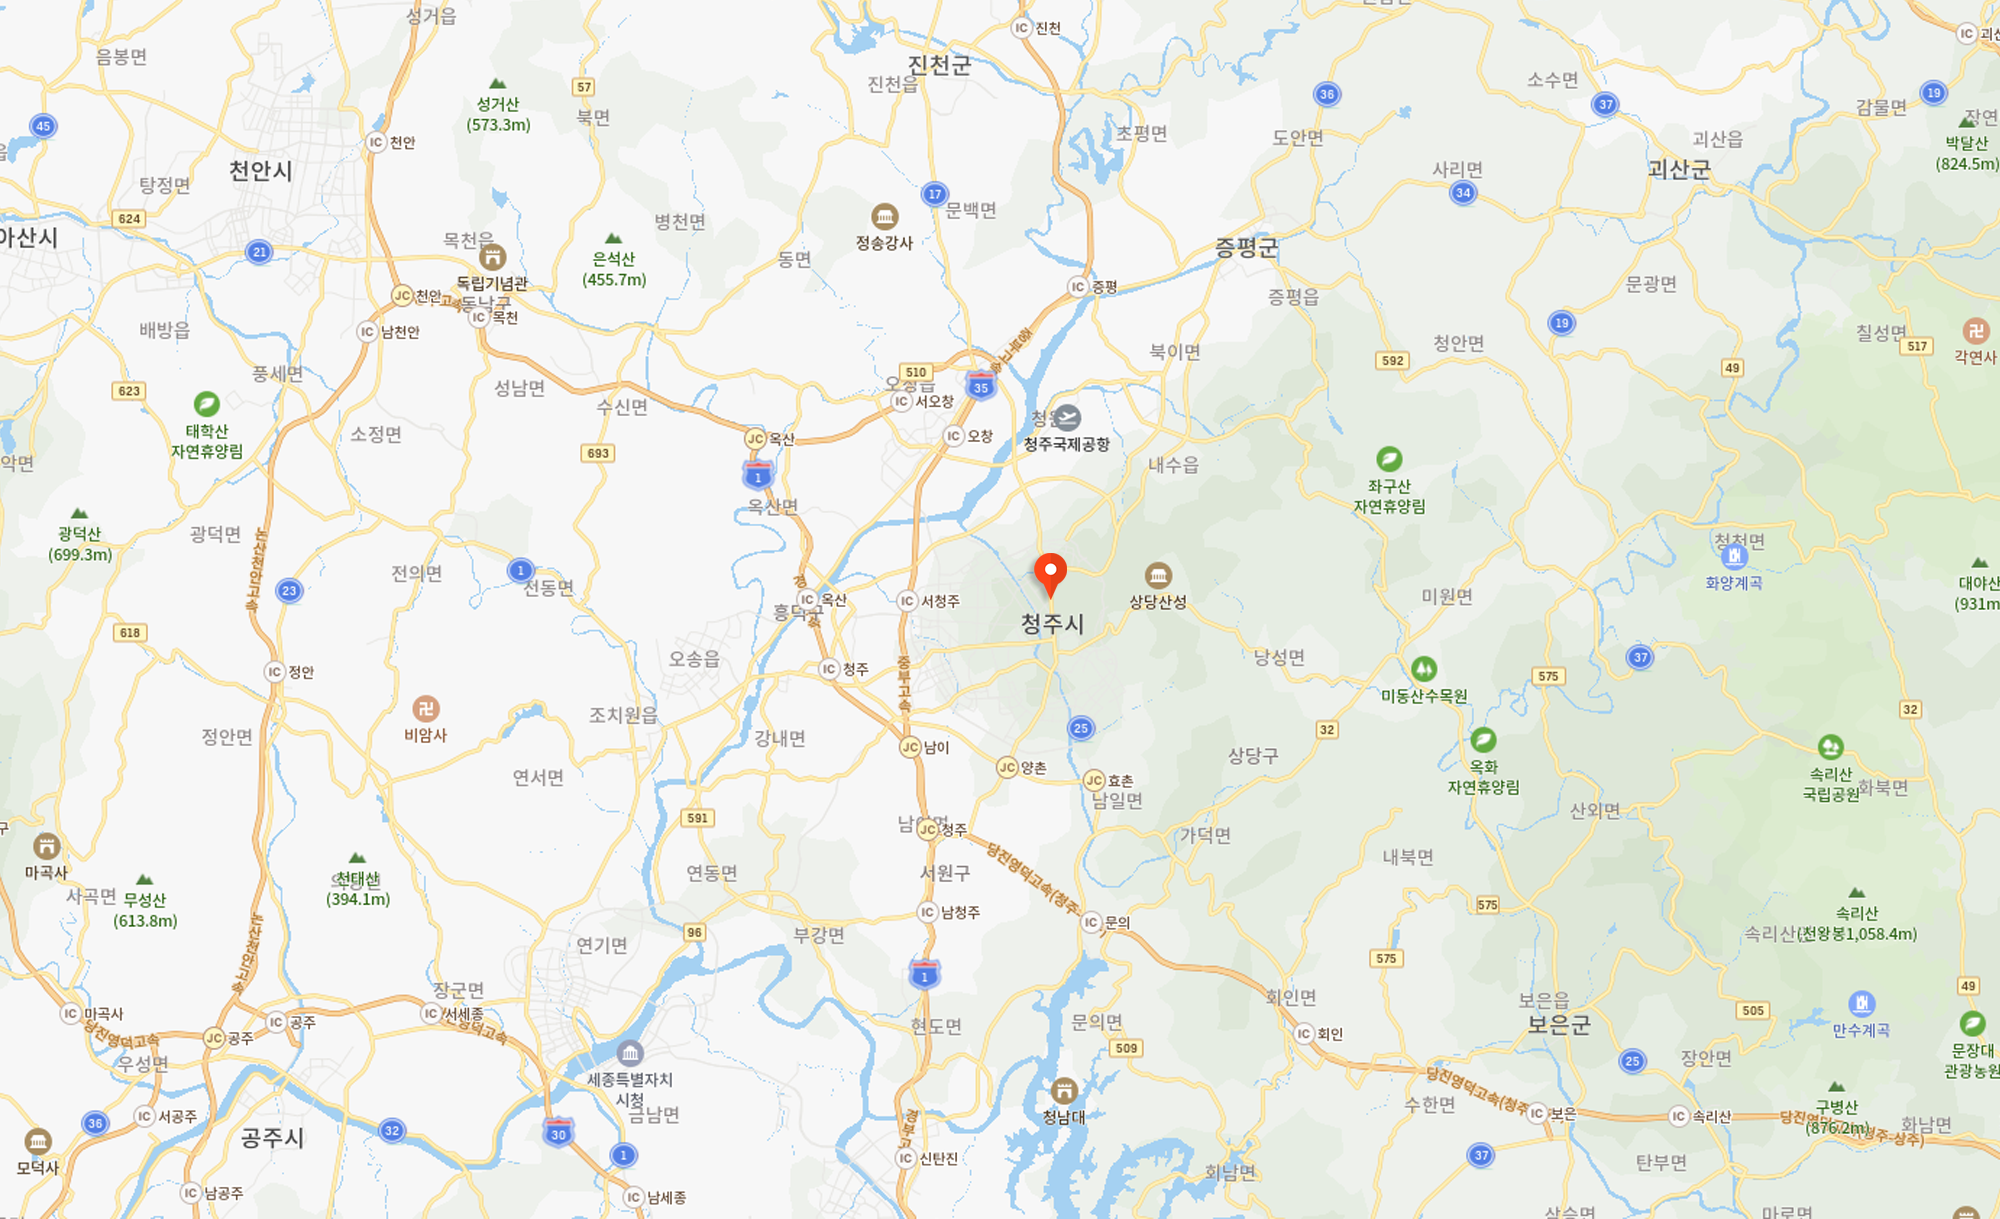 성거읍
IC 진천
IC
음봉면
진천군
진천읍
57
소수면
36
37
19
성거산
(573.3m)
북면
감물면
45
초평면
도안면
괴산읍
IC 천안
박달산
(824.5m)
천안시
사리면
괴산군
탕정면
34
17
문백면
624
병천면
정송강사
아산시
목천읍
증평군
21
은석산
(455.7m)
동면
독립기념관
IC 증평
문광면
JC 천안
증평읍
IC 목천
배방읍
IC 남천안
19
칠성면
517
각연사
청안면
북이면
592
49
풍세면
510
성남면
35
623
수신면
IC 서오창
태학산
자연휴양림
소정면
JC 옥산
IC 오창
청주국제공항
693
악면
내수읍
1
좌구산
자연휴양림
옥산면
광덕산
(699.3m)
광덕면
논산천안고속
청천면
전의면
1
전동면
화양계곡
대야산
(931m
23
상당산성
미원면
IC 옥산
IC 서청주
흥덕구
청주시
618
오송읍
낭성면
37
IC 정안
IC 청주
중부고속
575
미동산수목원
비암사
조치원읍
32
25
32
정안면
강내면
JC 남이
상당구
옥화
자연휴양림
JC 양촌
JC 효촌
속리산
국립공원
연서면
화북면
남일면
산외면
591
JC 청주
가덕면
마곡사
당진영덕고속(청주
내북면
천태산
(394.1m)
연동면
서원구
사곡면
무성산
(613.8m)
575
속리산
(천왕봉1,058.4m)
IC 남청주
IC 문의
96
부강면
연기면
논산천안고속
575
1
장군면
회인면
보은읍
49
505
만수계곡
IC 마곡사
IC 서세종
IC 공주
문의면
현도면
보은군
IC 회인
당진영덕고속
JC 공주
509
문장대
관광농원
우성면
세종특별자치
시청
장안면
25
당진영덕고속(청주
구병산
(876.2m)
청남대
수한면
금남면
IC 서공주
36
IC 보은
IC 속리산
화남면
공주시
32
30
모덕사
1
IC 신탄진
37
탄부면
회남면
IC 남공주
IC 남세종
삼승면
마로면